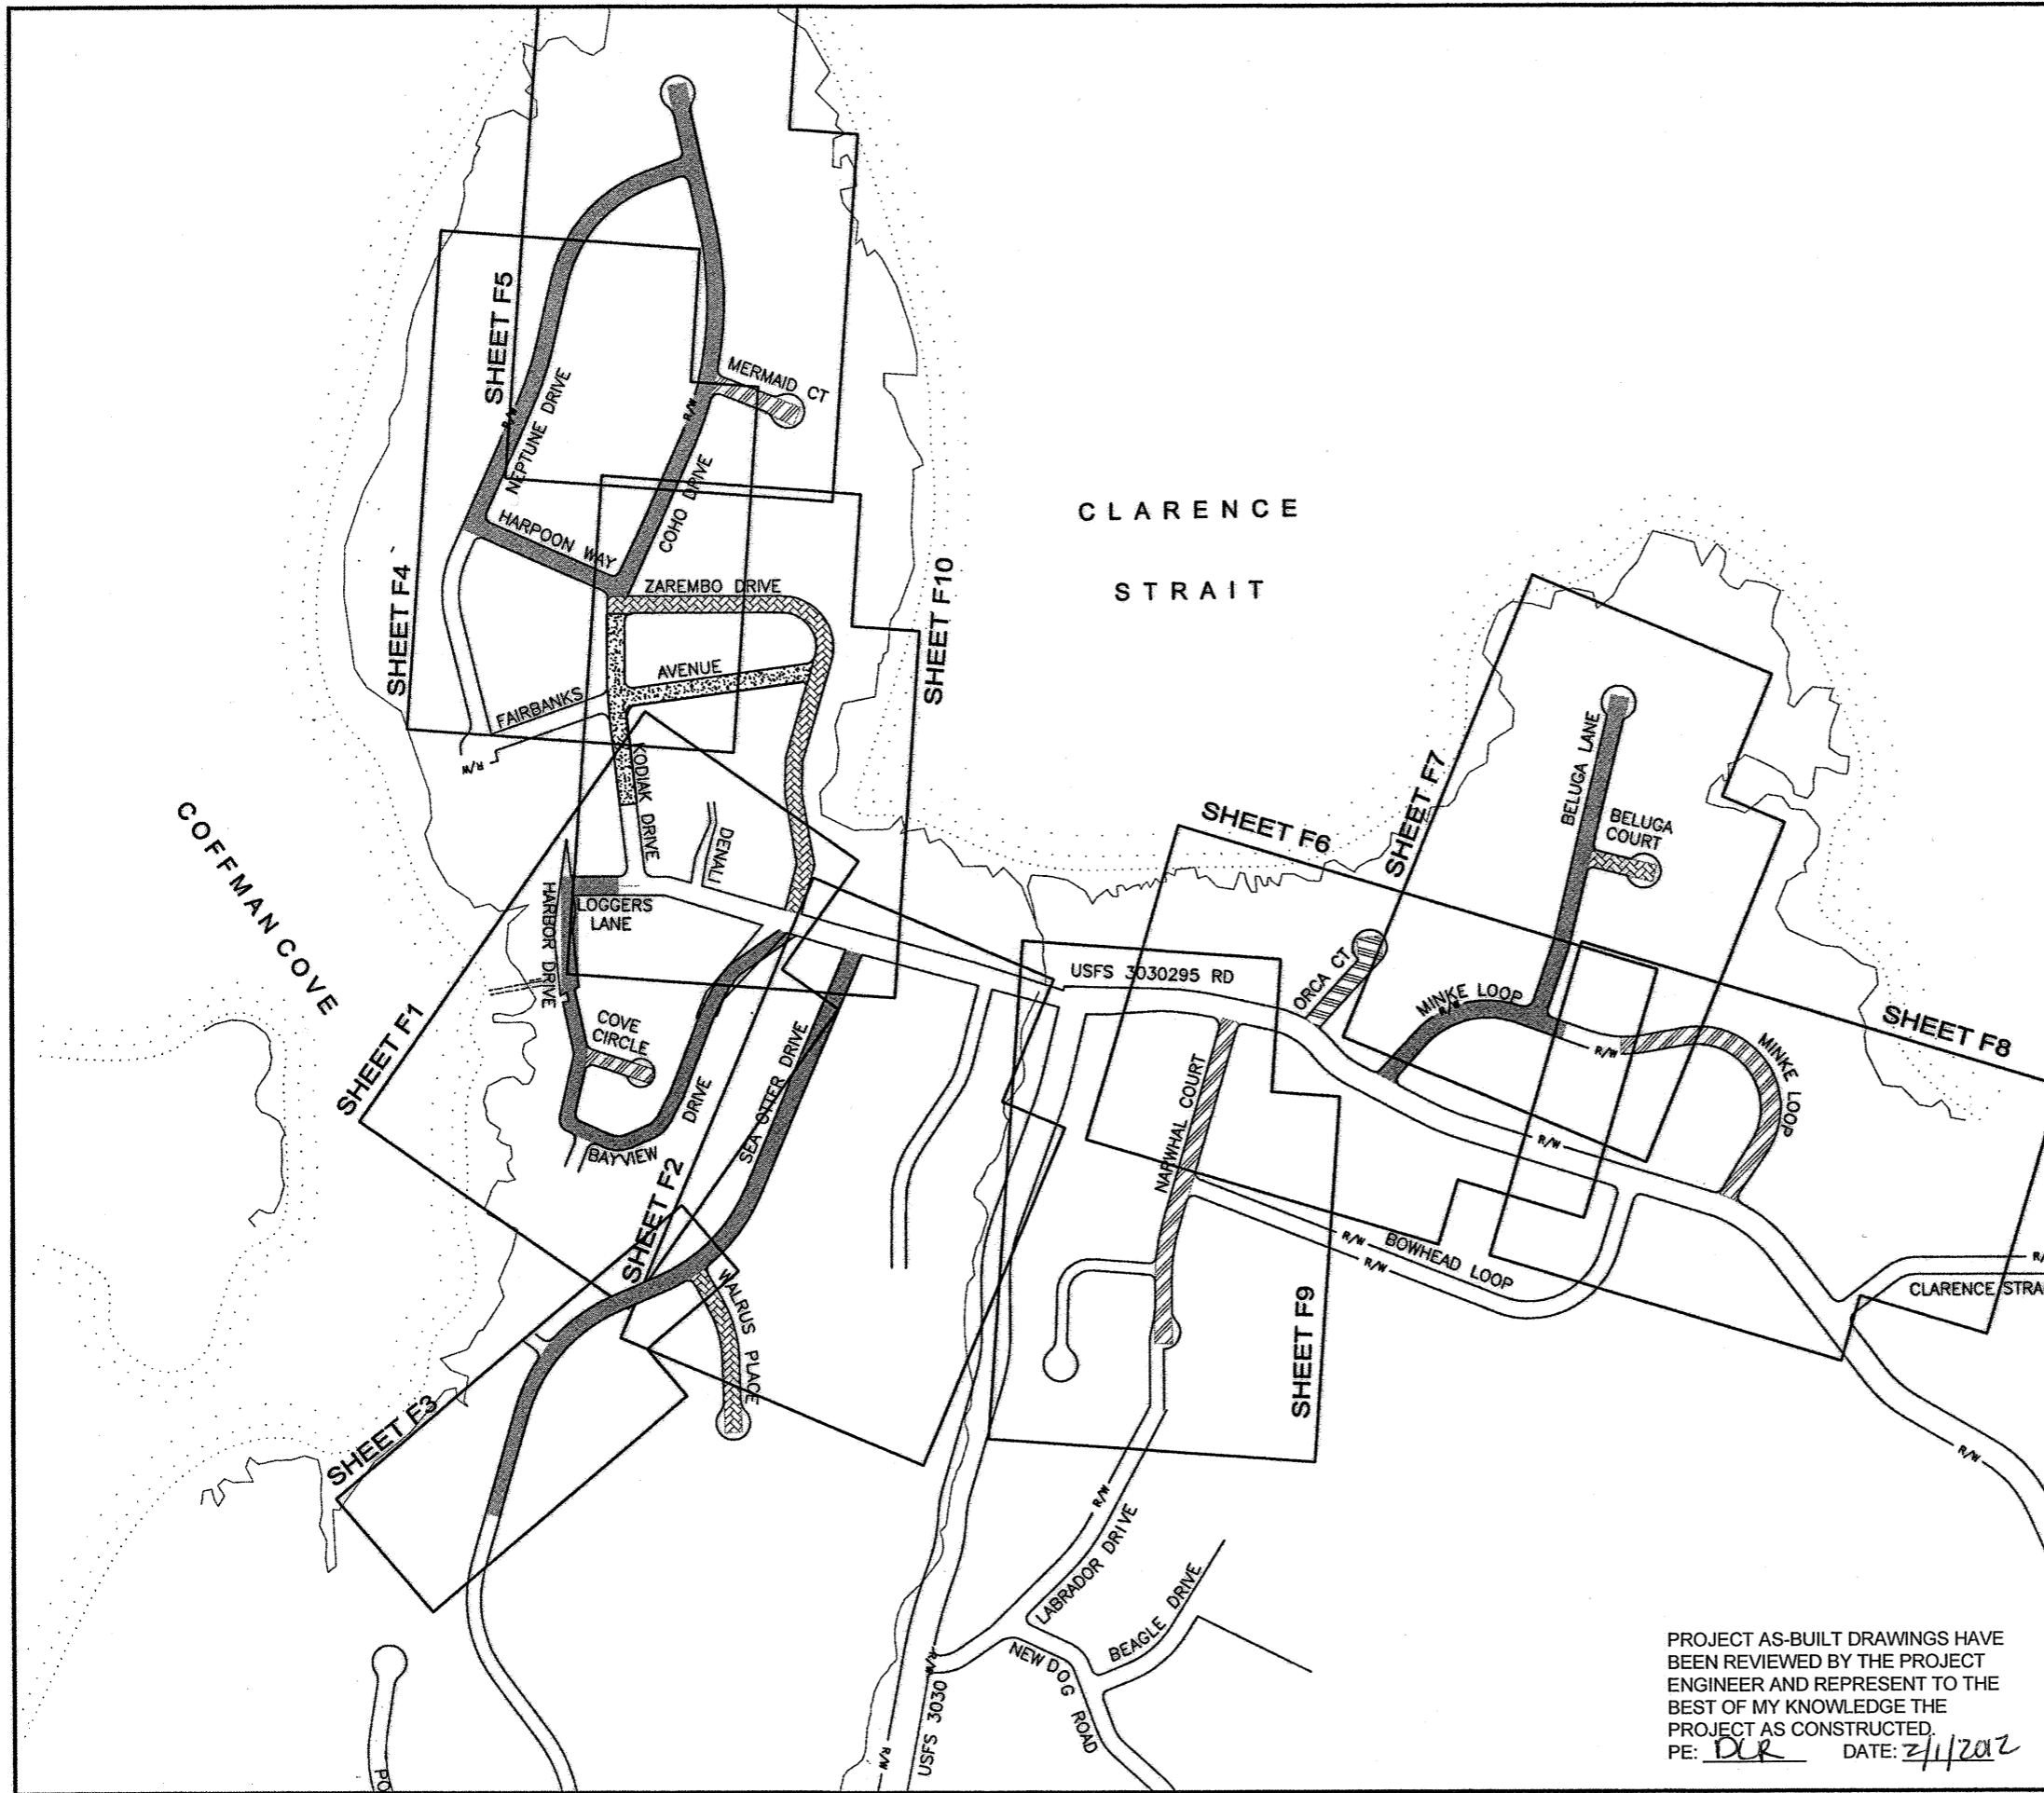 SHEET F5
NEPTUNE DRIVE
R/W
MERMAID CT
R/W
COHO DRIVE
HARPOON WAY
CLARENCE
STRAIT
SHEET F4
ZAREMBO DRIVE
SHEET F10
FAIRBANKS
AVENUE
R/W
KODIAK DRIVE
DENALI
COFFMAN COVE
HARBOR DRIVE
LOGGERS
LANE
SHEET F6
SHEET F7
BELUGA LANE
BELUGA
COURT
USFS 3030295 RD
ORCA CT
MINKE LOOP
R/W
MINKE LOOP
SHEET F8
SHEET F1
COVE
CIRCLE
BAYVIEW
DRIVE
SEA OTTER DRIVE
NARWHAL COURT
R/W
SHEET F2
WALRUS PLACE
R/W
BOWHEAD LOOP
R/W
R/
CLARENCE STRA
SHEET F9
SHEET F3
R/W
R/W
LABRADOR DRIVE
BEAGLE DRIVE
NEW DOG ROAD
R/W
USFS 3030
R/W
PO
PROJECT AS-BUILT DRAWINGS HAVE
BEEN REVIEWED BY THE PROJECT
ENGINEER AND REPRESENT TO THE
BEST OF MY KNOWLEDGE THE
PROJECT AS CONSTRUCTED.
PE: DLR DATE: 2/1/2012